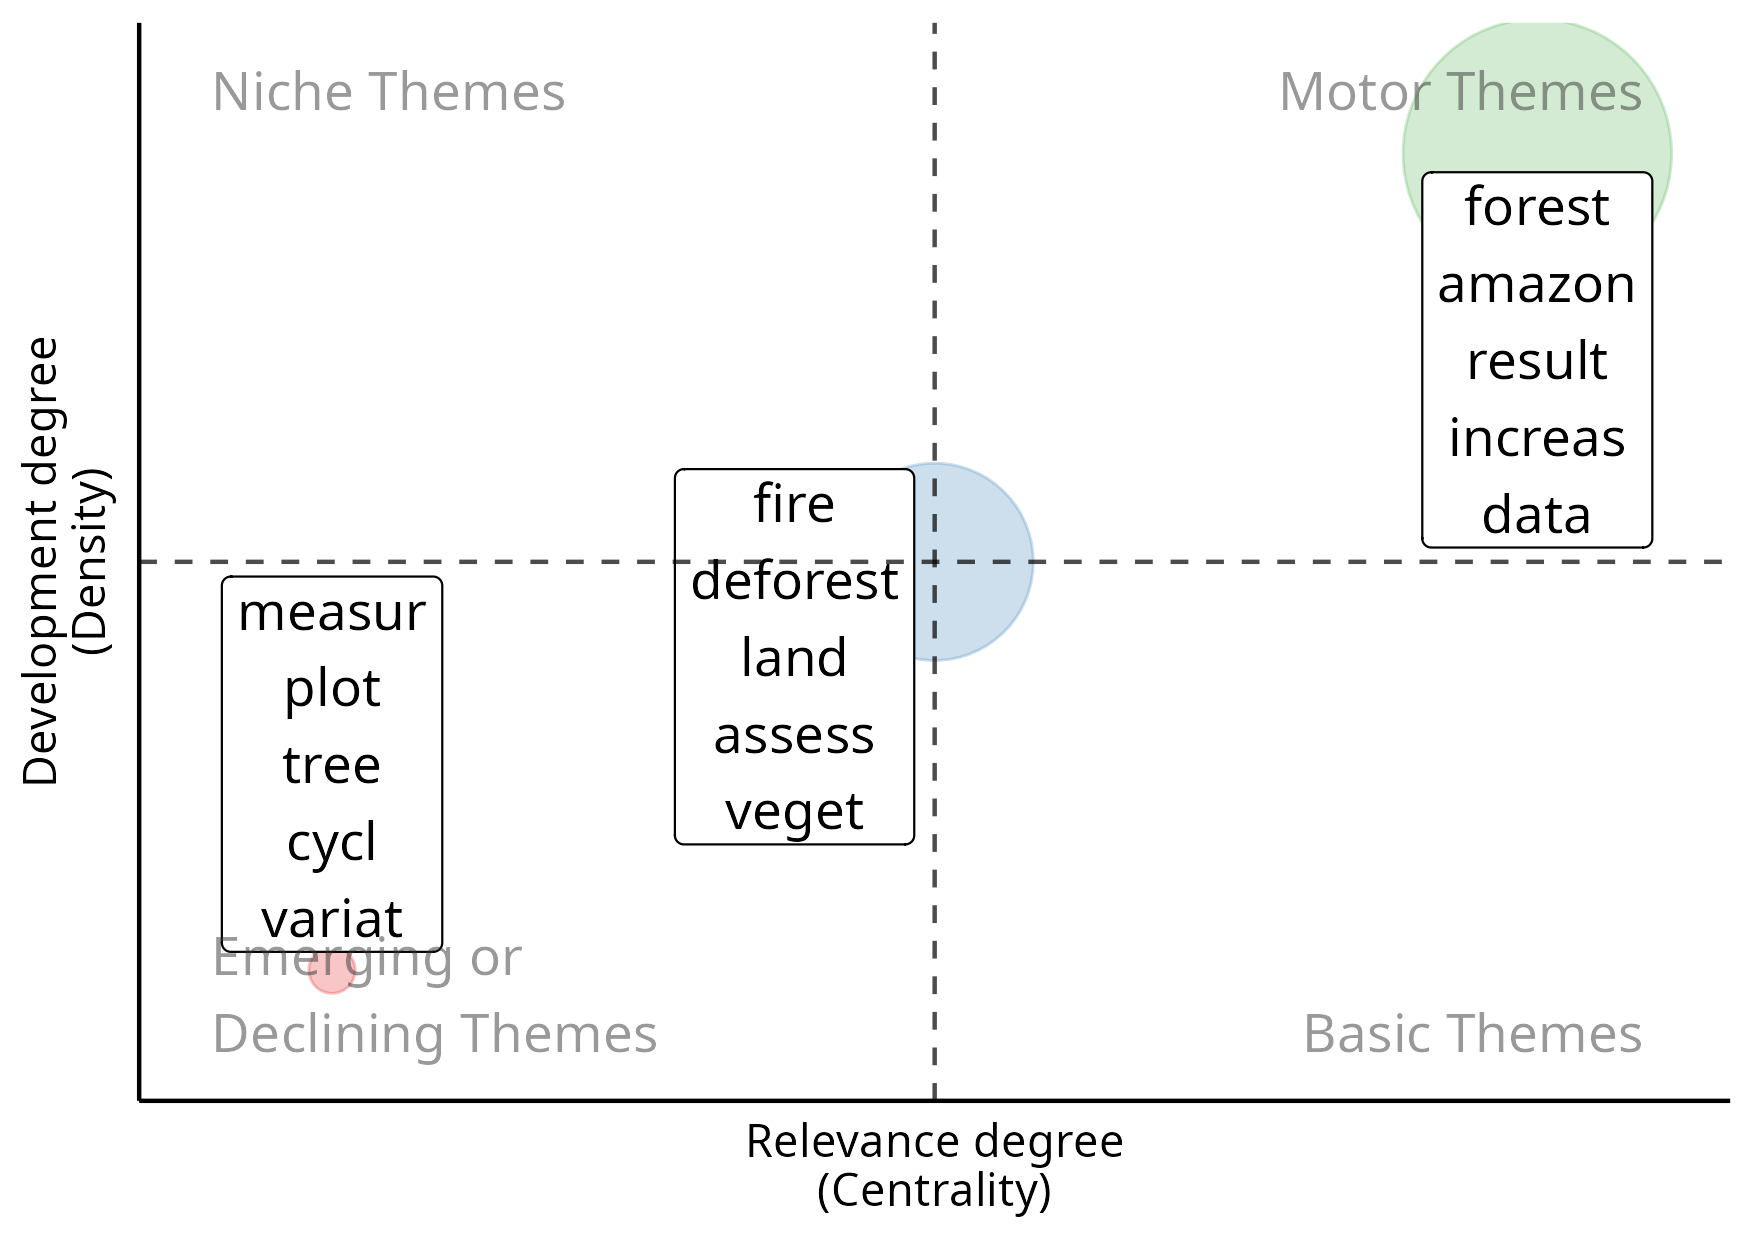 Niche Themes
Motor Themes
forest
amazon
result
increas
data
fire
deforest
land
assess
veget
measur
plot
tree
cycl
variat
Emerging or
Declining Themes
Basic Themes
Development degree
(Density)
Relevance degree
(Centrality)